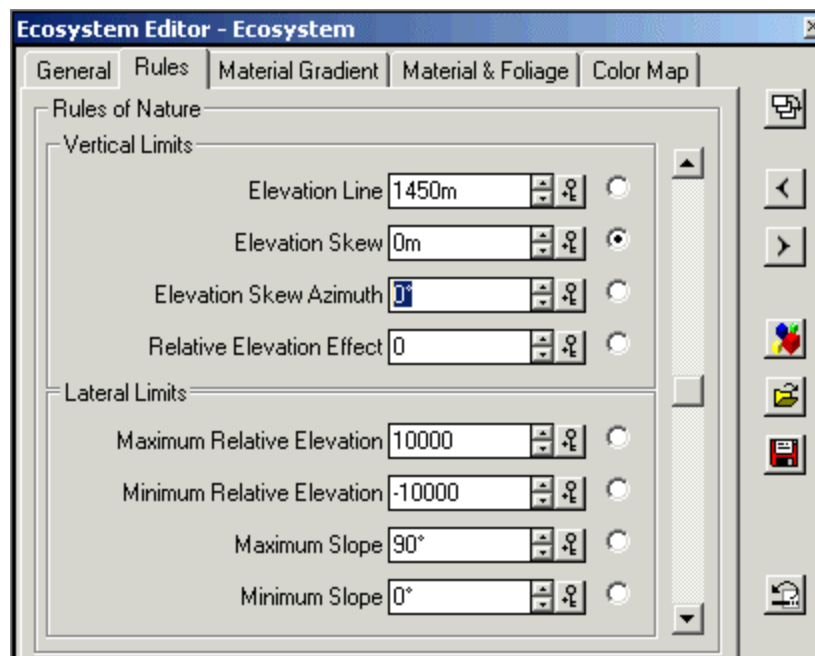 Ecosystem Editor - Ecosystem
General Rules Material Gradient Material & Foliage Color Map
Rules of Nature
Vertical Limits
Elevation Line 1450m
Elevation Skew 0m
Elevation Skew Azimuth 0°
Relative Elevation Effect 0
Lateral Limits
Maximum Relative Elevation 10000
Minimum Relative Elevation -10000
Maximum Slope 90°
Minimum Slope 0°